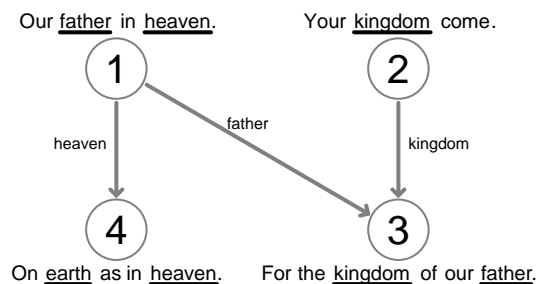 Our father in heaven.
Your kingdom come.
1
2
heaven
father
kingdom
4
3
On earth as in heaven.
For the kingdom of our father.